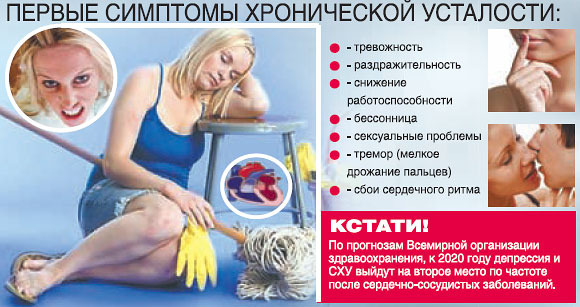 ПЕРВЫЕ СИМПТОМЫ ХРОНИЧЕСКОЙ УСТАЛОСТИ:
- тревожность
- раздражительность
- снижение
работоспособности
- бессонница
- сексуальные проблемы
- тремор (мелкое
дрожание пальцев)
- сбои сердечного ритма
КСТАТИ!
По прогнозам Всемирной организации
здравоохранения, к 2020 году депрессия и
СХУ выйдут на второе место по частоте
после сердечно-сосудистых заболеваний.